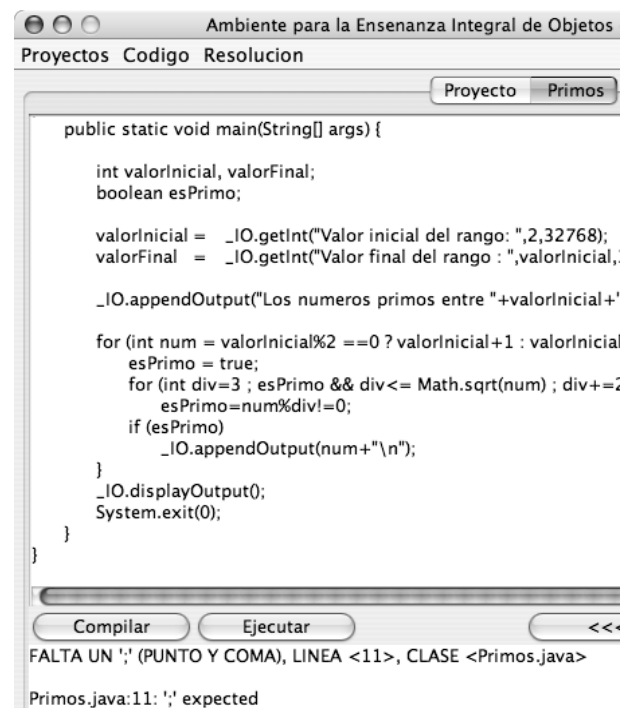 Ambiente para la Ensenanza Integral de Objetos
Proyectos Codigo Resolucion
Proyecto Primos
public static void main(String[] args) {
int valorInicial, valorFinal;
boolean esPrimo;
valorInicial = _IO.getInt("Valor inicial del rango: ",2,32768);
valorFinal = _IO.getInt("Valor final del rango : ",valorInicial,
_IO.appendOutput("Los numeros primos entre "+valorInicial+"
for (int num = valorInicial%2 ==0 ? valorInicial+1 : valorInicial
esPrimo = true;
for (int div=3 ; esPrimo && div<= Math.sqrt(num) ; div+=2
esPrimo=num%div!=0;
if (esPrimo)
_IO.appendOutput(num+"\n");
}
_IO.displayOutput();
System.exit(0);
}
}
Compilar Ejecutar <<<
FALTA UN ';' (PUNTO Y COMA), LINEA <11>, CLASE <Primos.java>
Primos.java:11: ';' expected